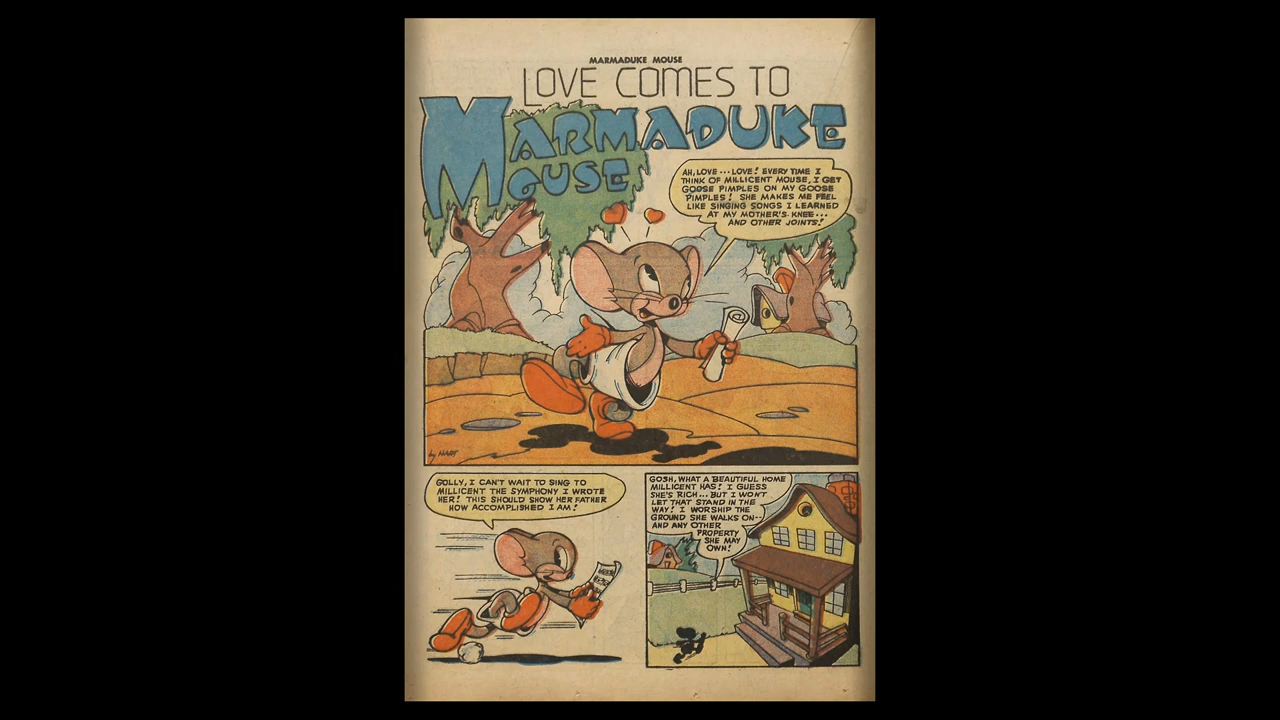 MARMADUKE MOUSE
LOVE COMES TO
MARMADUKE
MOUSE
AH, LOVE --- LOVE! EVERY TIME I
THINK OF MILLICENT MOUSE, I GET
GOOSE PIMPLES ON MY GOOSE
PIMPLES! SHE MAKES ME FEEL
LIKE SINGING SONGS I LEARNED
AT MY MOTHER'S KNEE---
AND OTHER JOINTS!
by HART
GOLLY, I CAN'T WAIT TO SING TO
MILLICENT THE SYMPHONY I WROTE
HER! THIS SHOULD SHOW HER FATHER
HOW ACCOMPLISHED I AM!
GOSH, WHAT A BEAUTIFUL HOME
MILLICENT HAS! I GUESS
SHE'S RICH... BUT I WON'T
LET THAT STAND IN THE
WAY! I WORSHIP THE
GROUND SHE WALKS ON--
AND ANY OTHER
PROPERTY
SHE MAY
OWN!